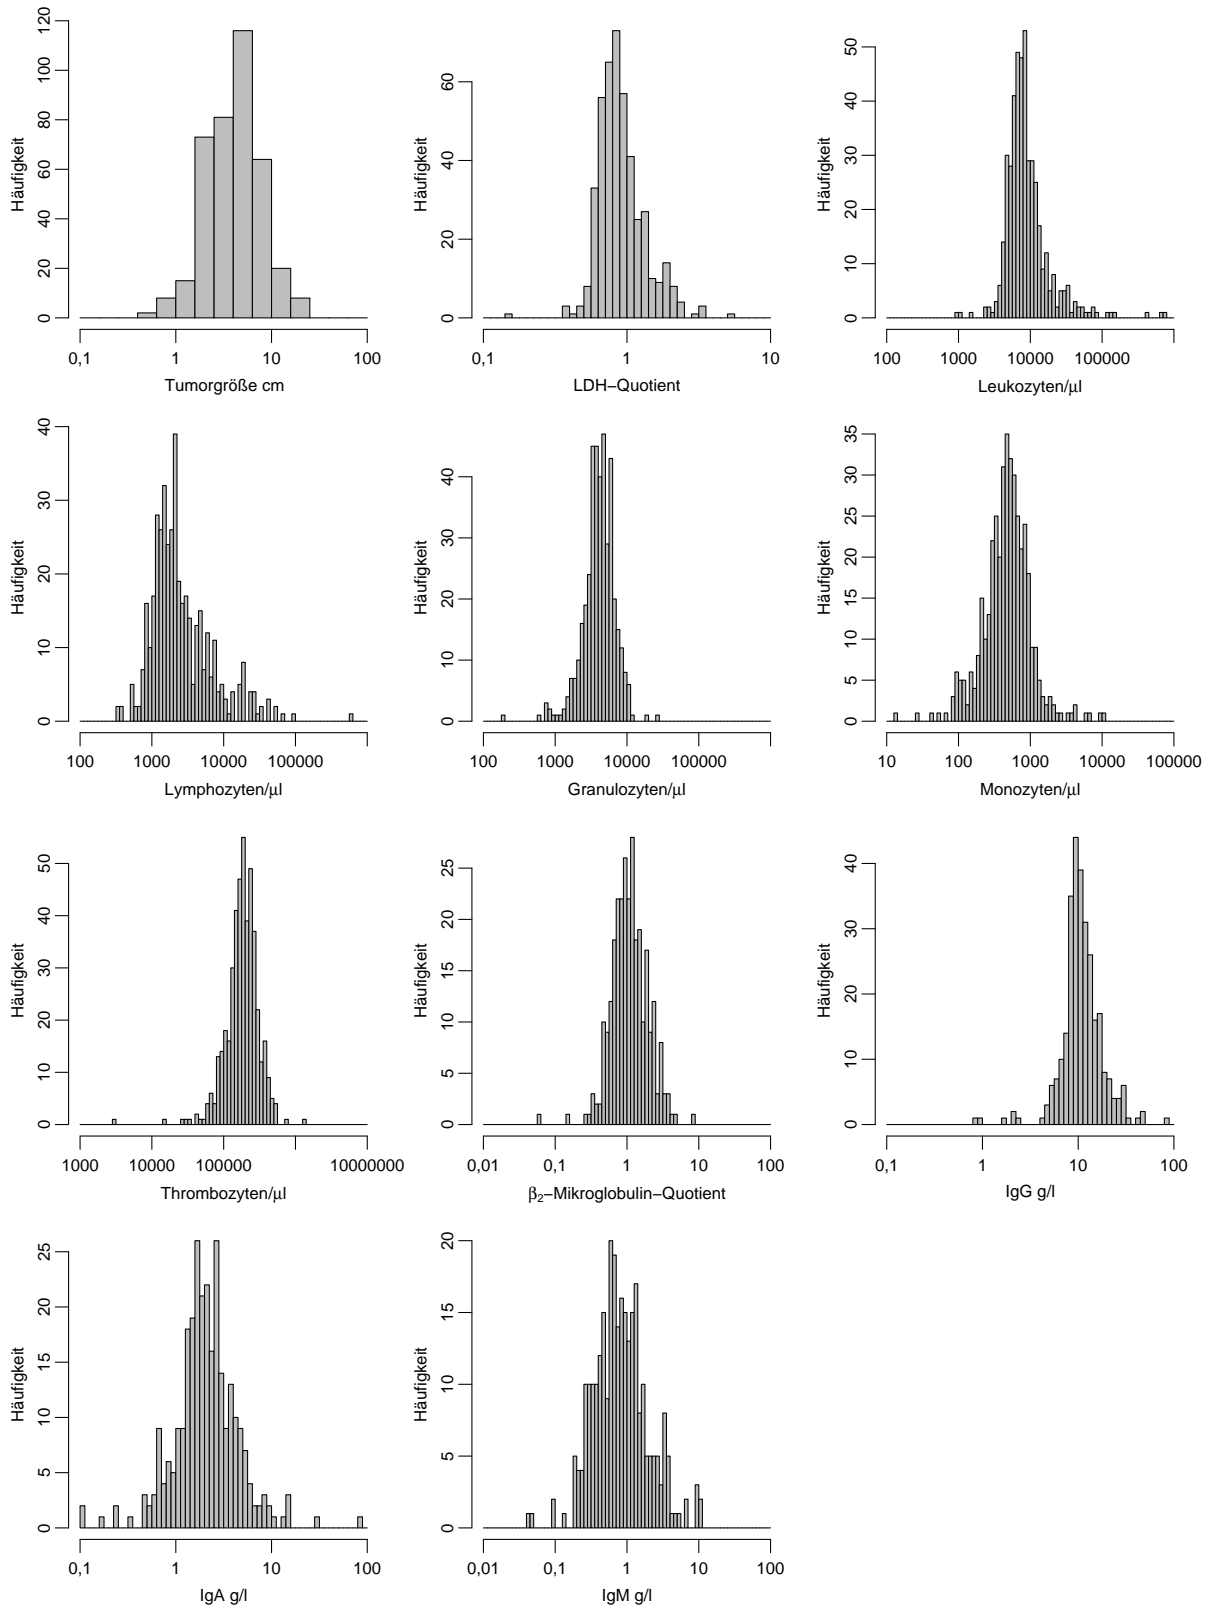 Häufigkeit
0 20 40 60 80 100 120
0,1 1 10 100
Tumorgröße cm
Häufigkeit
0 20 40 60
0,1 1 10
LDH−Quotient
Häufigkeit
0 10 20 30 40 50
100 1000 10000 100000
Leukozyten/μl
Häufigkeit
0 10 20 30 40
100 1000 10000 100000
Lymphozyten/μl
Häufigkeit
0 10 20 30 40
100 1000 10000 100000
Granulozyten/μl
Häufigkeit
0 5 10 15 20 25 30 35
10 100 1000 10000 100000
Monozyten/μl
Häufigkeit
0 10 20 30 40 50
1000 10000 100000 10000000
Thrombozyten/μl
Häufigkeit
0 5 10 15 20 25
0,01 0,1 1 10 100
β₂−Mikroglobulin−Quotient
Häufigkeit
0 10 20 30 40
0,1 1 10 100
IgG g/l
Häufigkeit
0 5 10 15 20 25
0,1 1 10 100
IgA g/l
Häufigkeit
0 5 10 15 20
0,01 0,1 1 10 100
IgM g/l